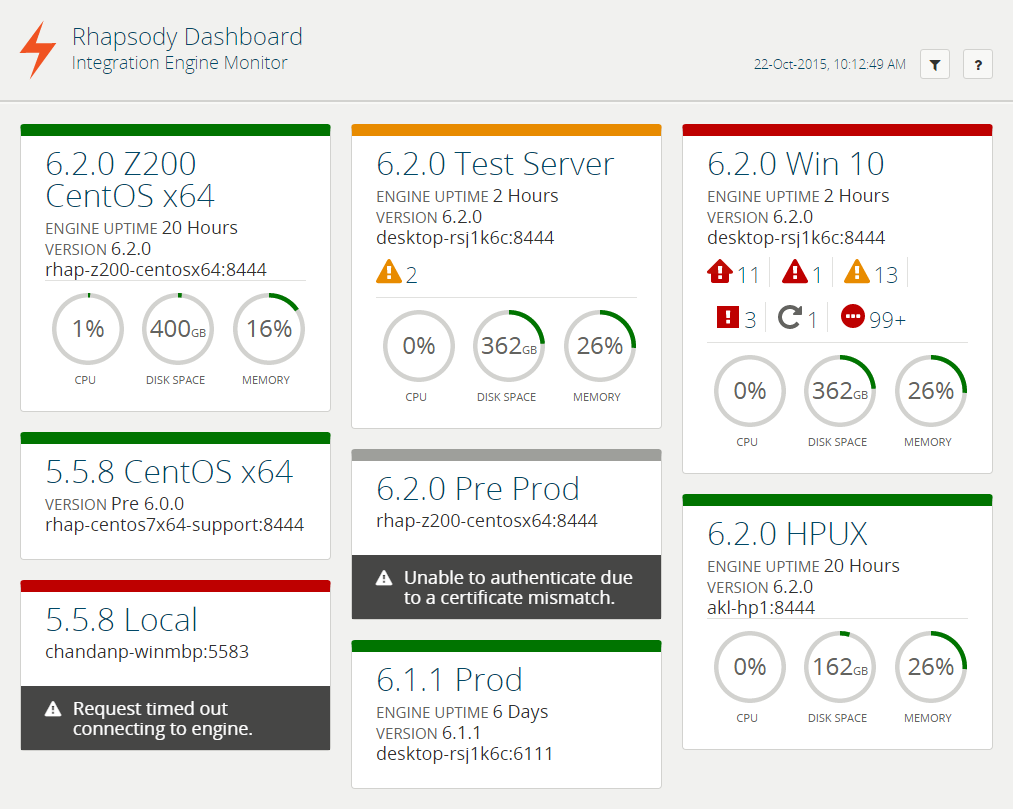 Rhapsody Dashboard
Integration Engine Monitor
22-Oct-2015, 10:12:49 AM
?
6.2.0 Z200
CentOS x64
ENGINE UPTIME 20 Hours
VERSION 6.2.0
rhap-z200-centosx64:8444
1% 400GB 16%
CPU DISK SPACE MEMORY
5.5.8 CentOS x64
VERSION Pre 6.0.0
rhap-centos7x64-support:8444
5.5.8 Local
chandanp-winmbp:5583
Request timed out
connecting to engine.
6.2.0 Test Server
ENGINE UPTIME 2 Hours
VERSION 6.2.0
desktop-rsj1k6c:8444
2
0% 362GB 26%
CPU DISK SPACE MEMORY
6.2.0 Pre Prod
rhap-z200-centosx64:8444
Unable to authenticate due
to a certificate mismatch.
6.1.1 Prod
ENGINE UPTIME 6 Days
VERSION 6.1.1
desktop-rsj1k6c:6111
6.2.0 Win 10
ENGINE UPTIME 2 Hours
VERSION 6.2.0
desktop-rsj1k6c:8444
11 1 13
3 1 99+
0% 362GB 26%
CPU DISK SPACE MEMORY
6.2.0 HPUX
ENGINE UPTIME 20 Hours
VERSION 6.2.0
akl-hp1:8444
0% 162GB 26%
CPU DISK SPACE MEMORY